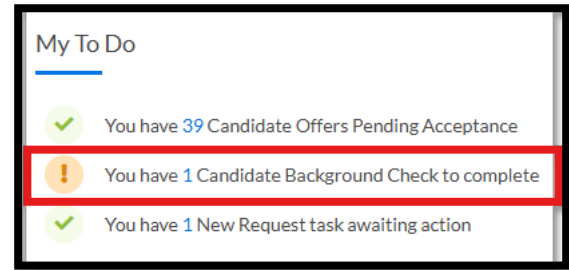 My To Do
You have 39 Candidate Offers Pending Acceptance
! You have 1 Candidate Background Check to complete
You have 1 New Request task awaiting action